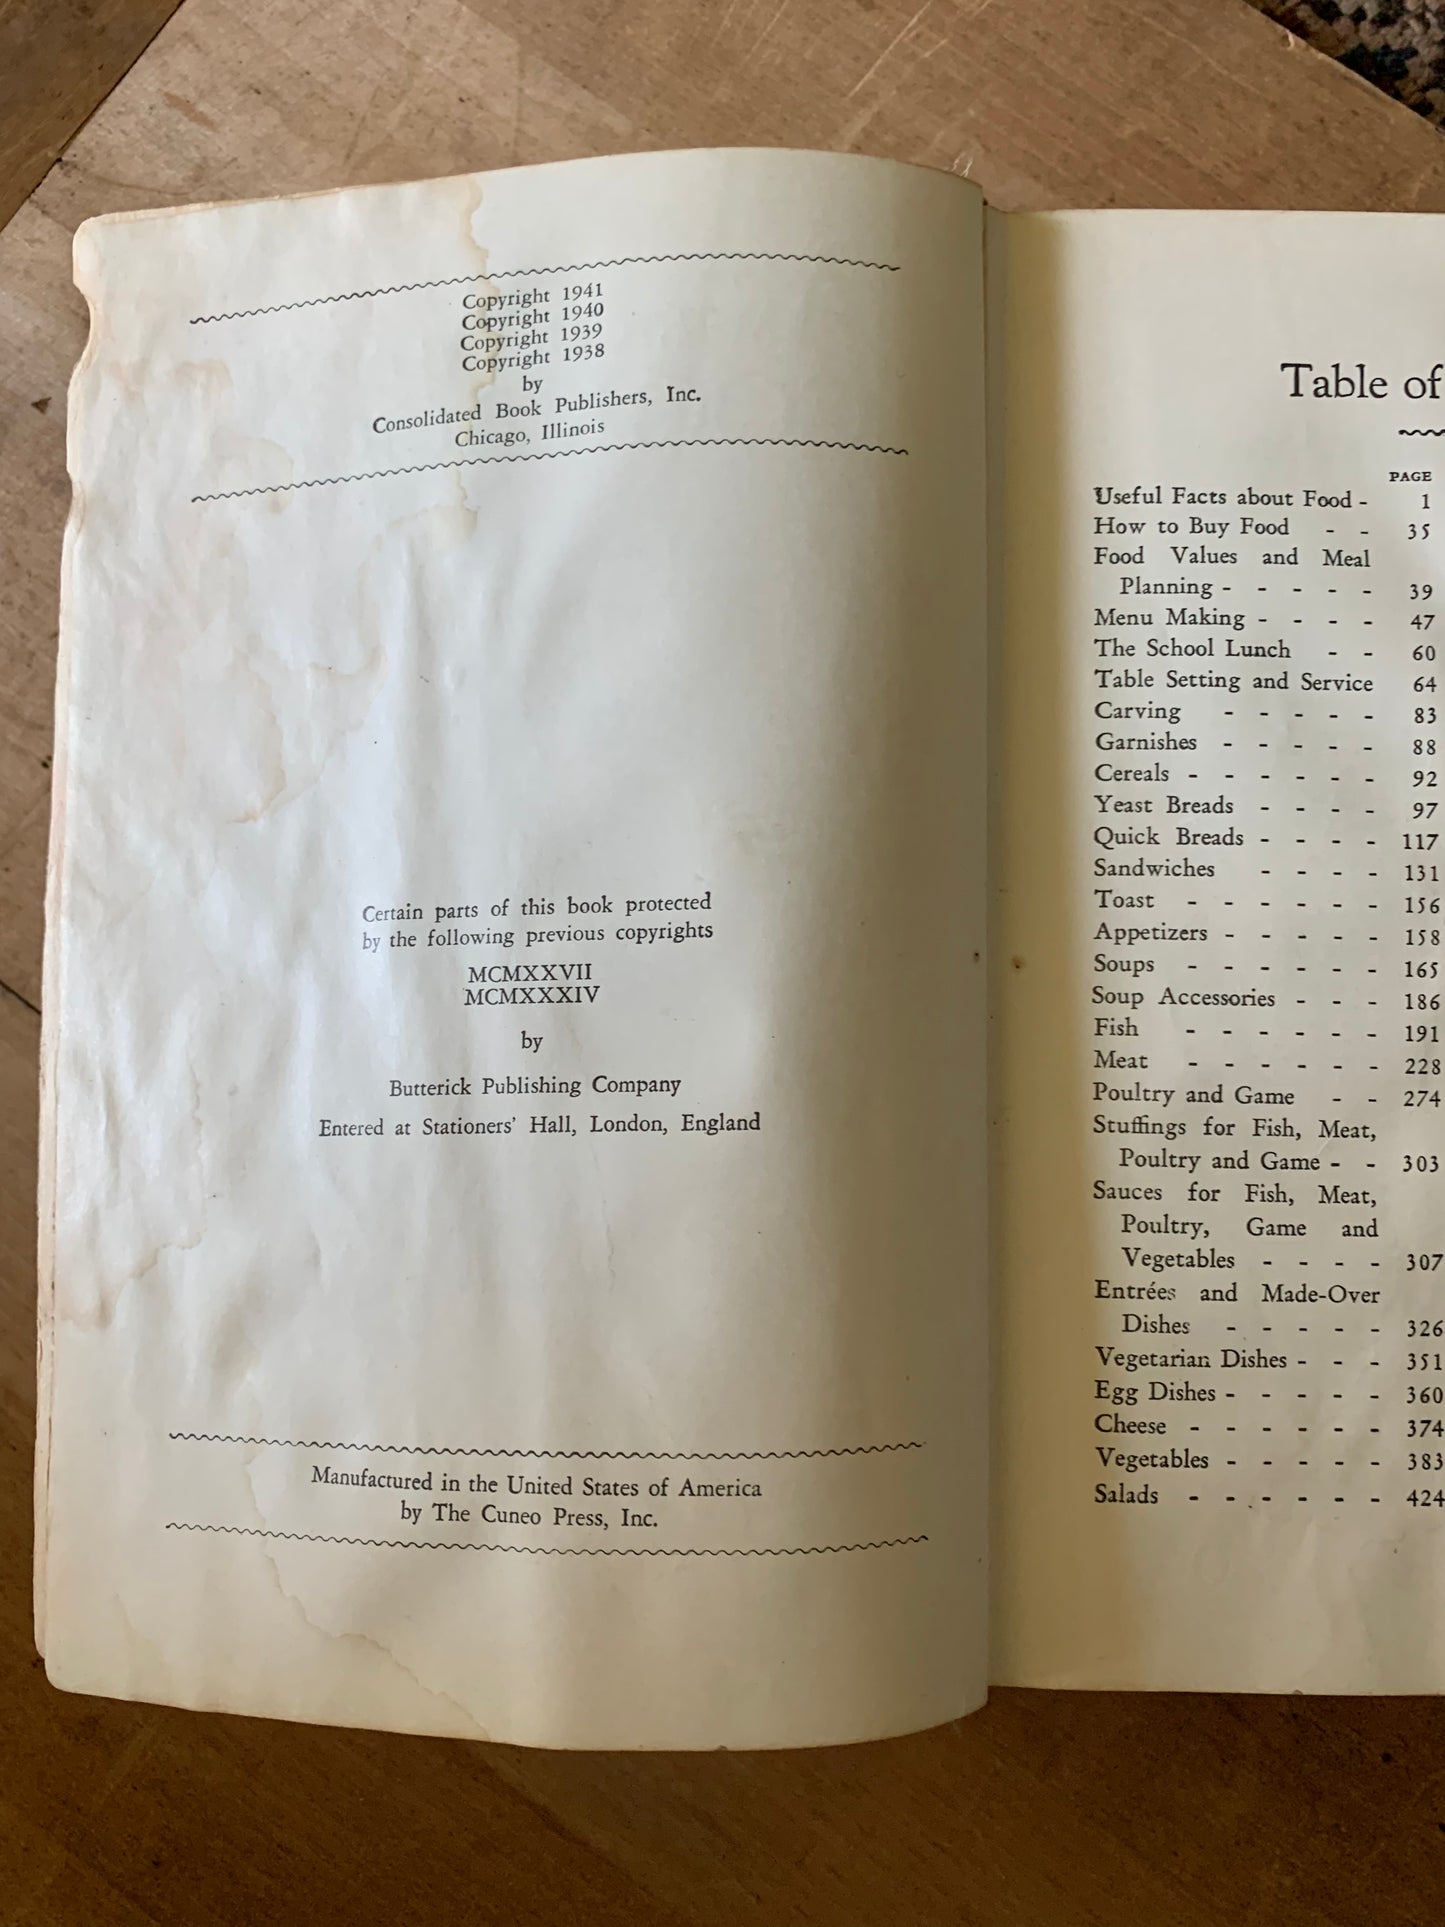 Copyright 1941
Copyright 1940
Copyright 1939
Copyright 1938
by
Consolidated Book Publishers, Inc.
Chicago, Illinois
Certain parts of this book protected
by the following previous copyrights
MCMXXVII
MCMXXXIV
by
Butterick Publishing Company
Entered at Stationers' Hall, London, England
Manufactured in the United States of America
by The Cuneo Press, Inc.
Table of
PAGE
Useful Facts about Food - 1
How to Buy Food - - 35
Food Values and Meal
Planning - - - - - 39
Menu Making - - - - 47
The School Lunch - - 60
Table Setting and Service 64
Carving - - - - - 83
Garnishes - - - - - 88
Cereals - - - - - - 92
Yeast Breads - - - - 97
Quick Breads - - - - 117
Sandwiches - - - - 131
Toast - - - - - - 156
Appetizers - - - - - 158
Soups - - - - - - 165
Soup Accessories - - - 186
Fish - - - - - - 191
Meat - - - - - - 228
Poultry and Game - - 274
Stuffings for Fish, Meat,
Poultry and Game - - 303
Sauces for Fish, Meat,
Poultry, Game and
Vegetables - - - - 307
Entrées and Made-Over
Dishes - - - - - 326
Vegetarian Dishes - - - 351
Egg Dishes - - - - - 360
Cheese - - - - - - 374
Vegetables - - - - - 383
Salads - - - - - - 424